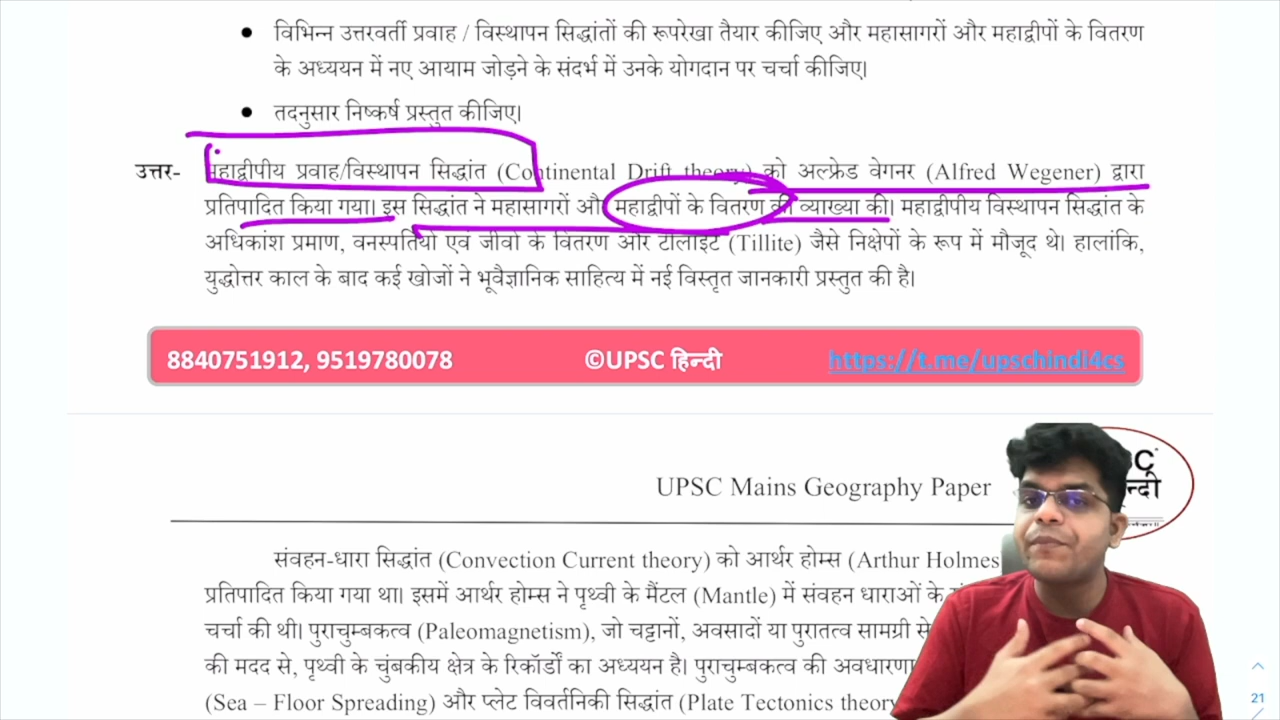 • विभिन्न उत्तरवर्ती प्रवाह / विस्थापन सिद्धांतों की रूपरेखा तैयार कीजिए और महासागरों और महाद्वीपों के वितरण
के अध्ययन में नए आयाम जोड़ने के संदर्भ में उनके योगदान पर चर्चा कीजिए।
• तदनुसार निष्कर्ष प्रस्तुत कीजिए।
उत्तर- महाद्वीपीय प्रवाह/विस्थापन सिद्धांत (Continental Drift theory) को अल्फ्रेड वेगनर (Alfred Wegener) द्वारा
प्रतिपादित किया गया। इस सिद्धांत ने महासागरों और महाद्वीपों के वितरण की व्याख्या की। महाद्वीपीय विस्थापन सिद्धांत के
अधिकांश प्रमाण, वनस्पतियों एवं जीवों के वितरण और टीलाइट (Tillite) जैसे निक्षेपों के रूप में मौजूद थे। हालांकि,
युद्धोत्तर काल के बाद कई खोजों ने भूवैज्ञानिक साहित्य में नई विस्तृत जानकारी प्रस्तुत की है।
8840751912, 9519780078 ©UPSC हिन्दी https://t.me/upschindi4cs
UPSC Mains Geography Paper
संवहन-धारा सिद्धांत (Convection Current theory) को आर्थर होम्स (Arthur Holmes
प्रतिपादित किया गया था। इसमें आर्थर होम्स ने पृथ्वी के मैंटल (Mantle) में संवहन धाराओं के
चर्चा की थी। पुराचुम्बकत्व (Paleomagnetism), जो चट्टानों, अवसादों या पुरातत्व सामग्री से
की मदद से, पृथ्वी के चुंबकीय क्षेत्र के रिकॉर्डों का अध्ययन है। पुराचुम्बकत्व की अवधारणा
(Sea – Floor Spreading) और प्लेट विवर्तनिकी सिद्धांत (Plate Tectonics theory
21